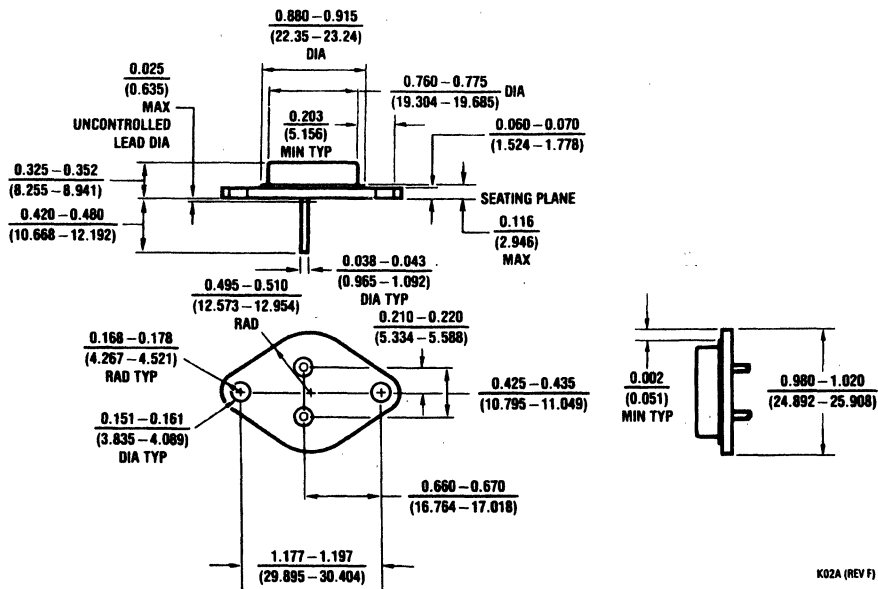 0.880 – 0.915
(22.35 – 23.24)
DIA
0.025
(0.635)
MAX
UNCONTROLLED
LEAD DIA
0.760 – 0.775
(19.304 – 19.685)
DIA
0.203
(5.156)
MIN TYP
0.060 – 0.070
(1.524 – 1.778)
0.325 – 0.352
(8.255 – 8.941)
SEATING PLANE
0.420 – 0.480
(10.668 – 12.192)
0.116
(2.946)
MAX
0.038 – 0.043
(0.965 – 1.092)
DIA TYP
0.495 – 0.510
(12.573 – 12.954)
RAD
0.210 – 0.220
(5.334 – 5.588)
0.168 – 0.178
(4.267 – 4.521)
RAD TYP
0.425 – 0.435
(10.795 – 11.049)
0.002
(0.051)
MIN TYP
0.980 – 1.020
(24.892 – 25.908)
0.151 – 0.161
(3.835 – 4.089)
DIA TYP
0.660 – 0.670
(16.764 – 17.018)
1.177 – 1.197
(29.895 – 30.404)
K02A (REV F)